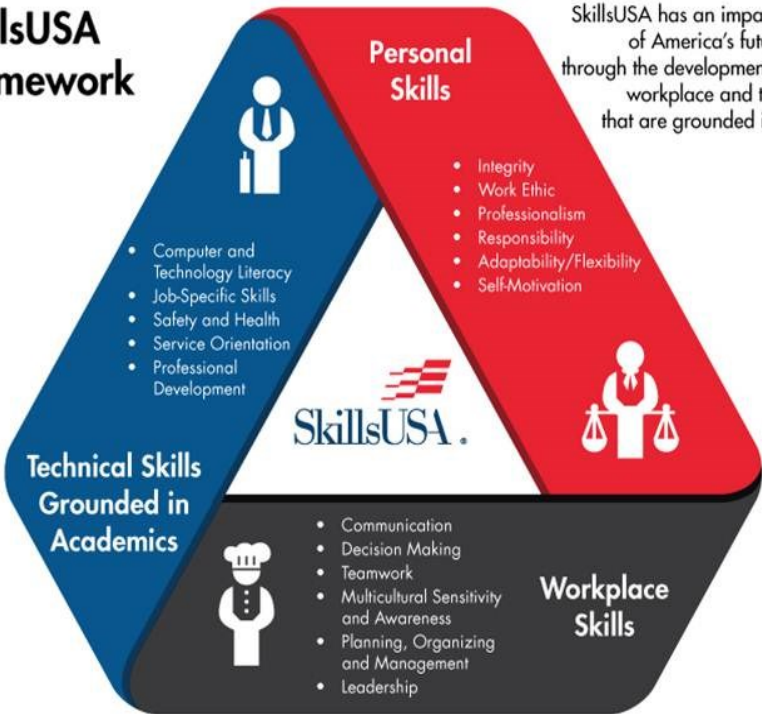 llsUSA
mework
SkillsUSA has an impa
of America's futu
through the development
workplace and t
that are grounded i
Personal
Skills
• Integrity
• Work Ethic
• Professionalism
• Responsibility
• Adaptability/Flexibility
• Self-Motivation
• Computer and
Technology Literacy
• Job-Specific Skills
• Safety and Health
• Service Orientation
• Professional
Development
SkillsUSA®
Technical Skills
Grounded in
Academics
• Communication
• Decision Making
• Teamwork
• Multicultural Sensitivity
and Awareness
• Planning, Organizing
and Management
• Leadership
Workplace
Skills